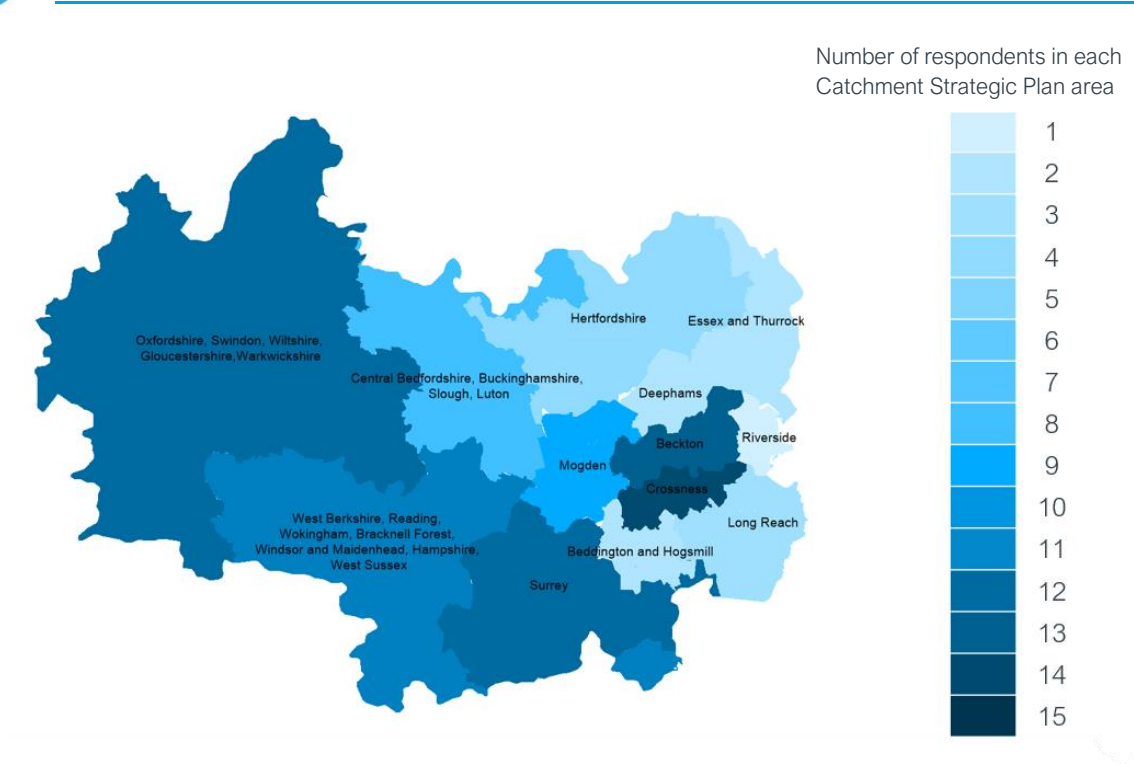 Number of respondents in each
Catchment Strategic Plan area
1
2
3
4
5
6
7
8
9
10
11
12
13
14
15
Hertfordshire
Essex and Thurrock
Oxfordshire, Swindon, Wiltshire,
Gloucestershire,Warkwickshire
Central Bedfordshire, Buckinghamshire,
Slough, Luton
Deephams
Riverside
Beckton
Mogden
Crossness
West Berkshire, Reading,
Wokingham, Bracknell Forest,
Windsor and Maidenhead, Hampshire,
West Sussex
Long Reach
Beddington and Hogsmill
Surrey